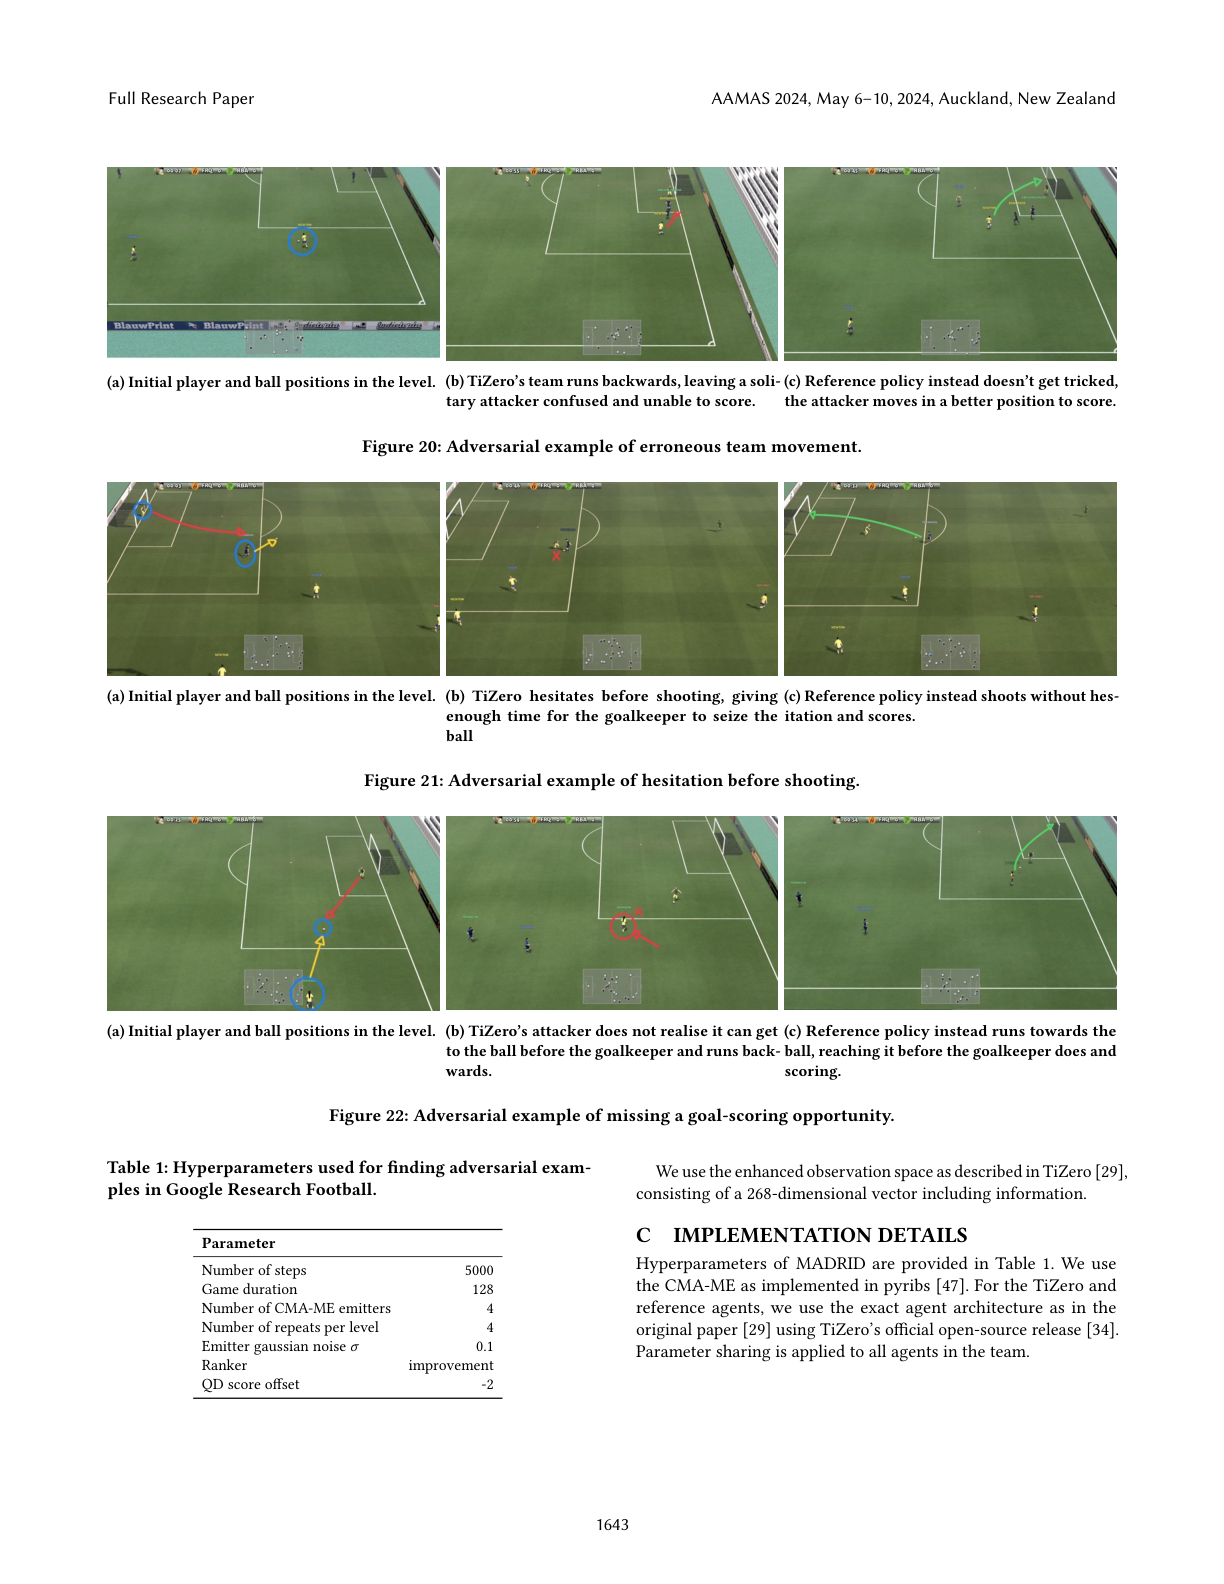 Full Research Paper
AAMAS 2024, May 6–10, 2024, Auckland, New Zealand
BlauwPrint
BlauwPrint
(a) Initial player and ball positions in the level.
(b) TiZero's team runs backwards, leaving a soli-
tary attacker confused and unable to score.
(c) Reference policy instead doesn't get tricked,
the attacker moves in a better position to score.
Figure 20: Adversarial example of erroneous team movement.
(a) Initial player and ball positions in the level.
(b) TiZero hesitates before shooting, giving
enough time for the goalkeeper to seize the
ball
(c) Reference policy instead shoots without hes-
itation and scores.
Figure 21: Adversarial example of hesitation before shooting.
(a) Initial player and ball positions in the level.
(b) TiZero's attacker does not realise it can get
to the ball before the goalkeeper and runs back-
wards.
(c) Reference policy instead runs towards the
ball, reaching it before the goalkeeper does and
scoring.
Figure 22: Adversarial example of missing a goal-scoring opportunity.
Table 1: Hyperparameters used for finding adversarial exam-
ples in Google Research Football.
Parameter
Number of steps 5000
Game duration 128
Number of CMA-ME emitters 4
Number of repeats per level 4
Emitter gaussian noise σ 0.1
Ranker improvement
QD score offset -2
We use the enhanced observation space as described in TiZero [29],
consisting of a 268-dimensional vector including information.
C IMPLEMENTATION DETAILS
Hyperparameters of MADRID are provided in Table 1. We use
the CMA-ME as implemented in pyribs [47]. For the TiZero and
reference agents, we use the exact agent architecture as in the
original paper [29] using TiZero's official open-source release [34].
Parameter sharing is applied to all agents in the team.
1643